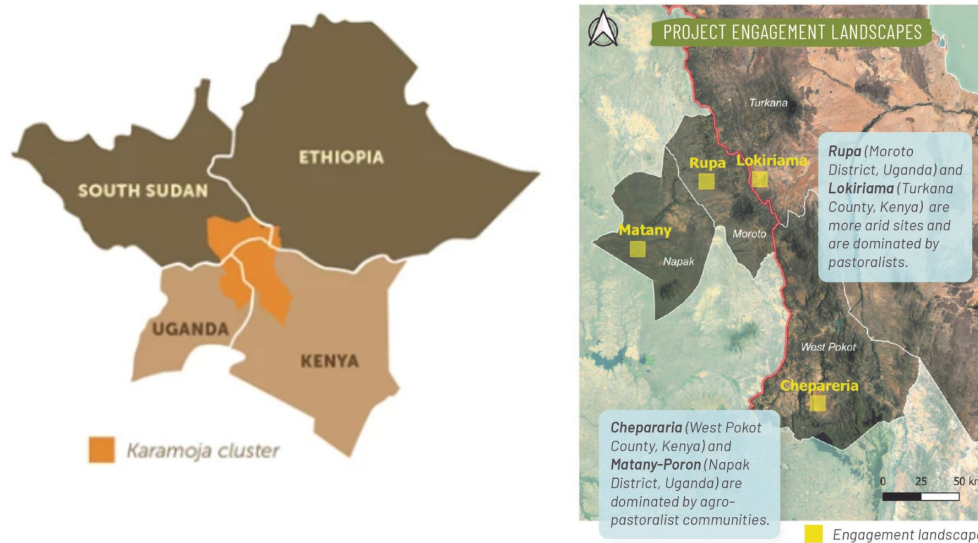 ETHIOPIA
SOUTH SUDAN
UGANDA
KENYA
Karamoja cluster
PROJECT ENGAGEMENT LANDSCAPES
Turkana
Rupa
Lokiriama
Matany
Moroto
Napak
West Pokot
Chepareria
Rupa (Moroto
District, Uganda) and
Lokiriama (Turkana
County, Kenya) are
more arid sites and
are dominated by
pastoralists.
Chepararia (West Pokot
County, Kenya) and
Matany-Poron (Napak
District, Uganda) are
dominated by agro-
pastoralist communities.
0 25 50 km
Engagement landscape